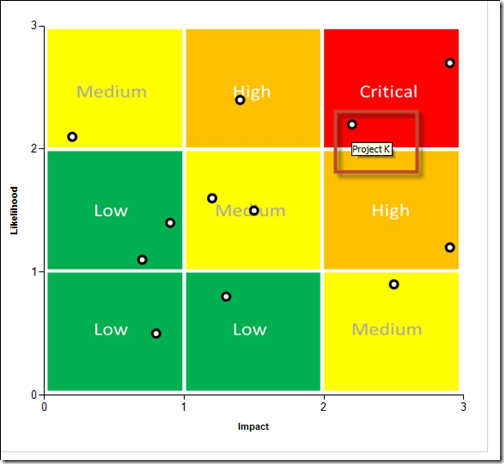 3
Medium
High
Critical
Project K
2
Likelihood
Low
Medium
High
1
Low
Low
Medium
0
0
1
2
3
Impact